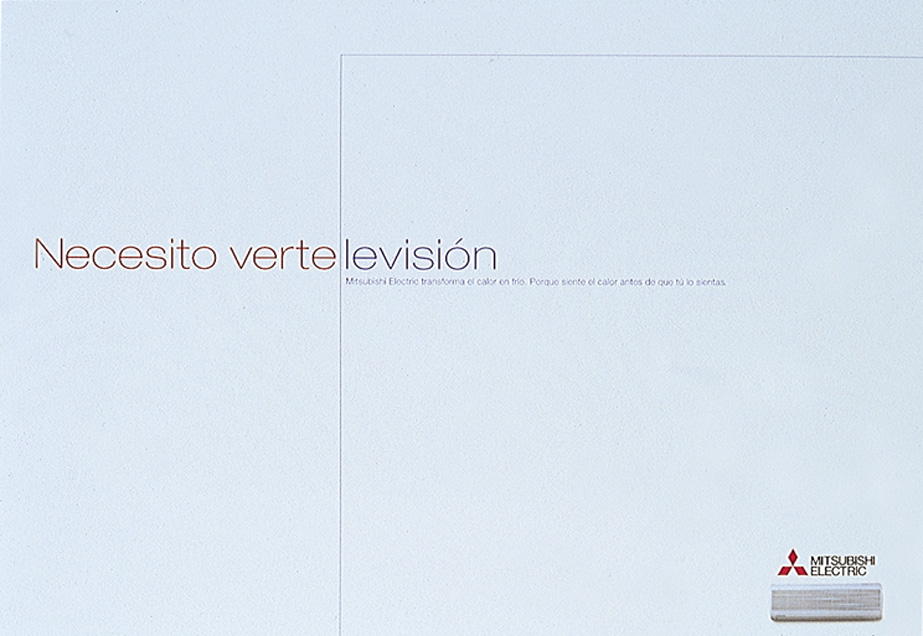 Necesito vertelevisión
Mitsubishi Electric transforma el calor en frío. Porque siente el calor antes de que tú lo sientas.
MITSUBISHI
ELECTRIC